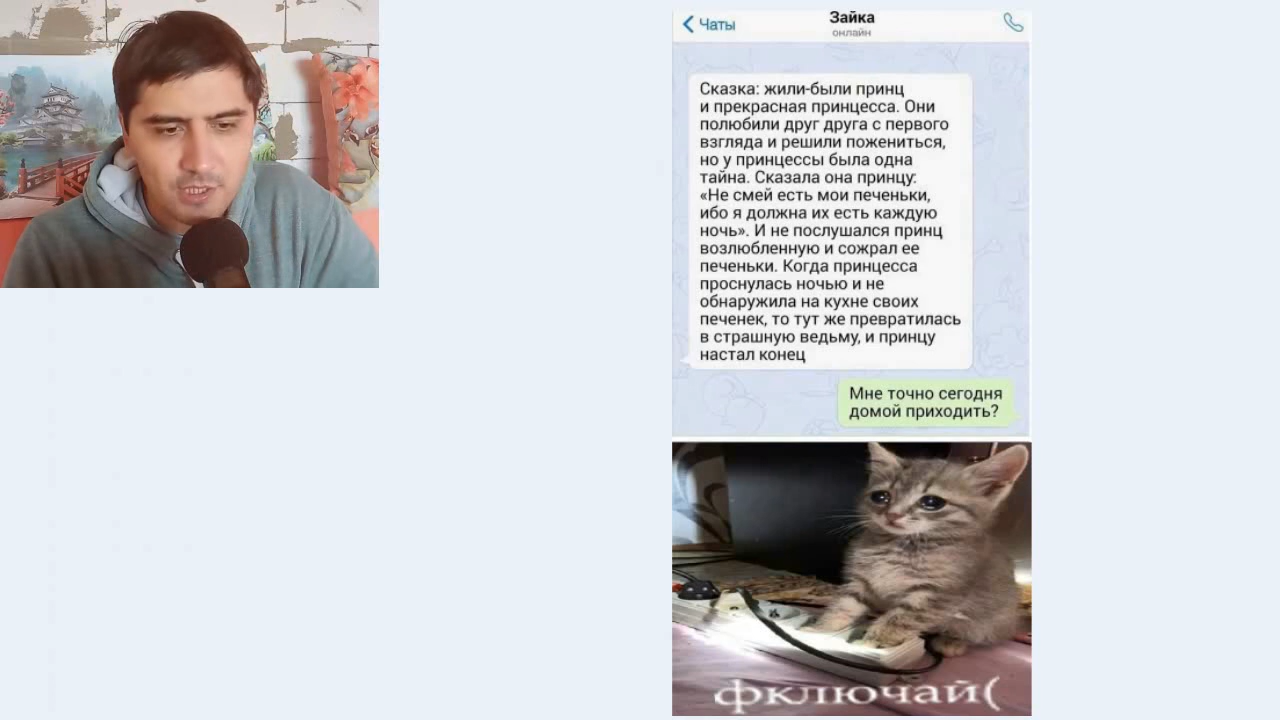 Чаты
Зайка
онлайн
Сказка: жили-были принц
и прекрасная принцесса. Они
полюбили друг друга с первого
взгляда и решили пожениться,
но у принцессы была одна
тайна. Сказала она принцу:
«Не смей есть мои печеньки,
ибо я должна их есть каждую
ночь». И не послушался принц
возлюбленную и сожрал ее
печеньки. Когда принцесса
проснулась ночью и не
обнаружила на кухне своих
печенек, то тут же превратилась
в страшную ведьму, и принцу
настал конец
Мне точно сегодня
домой приходить?
фключай(